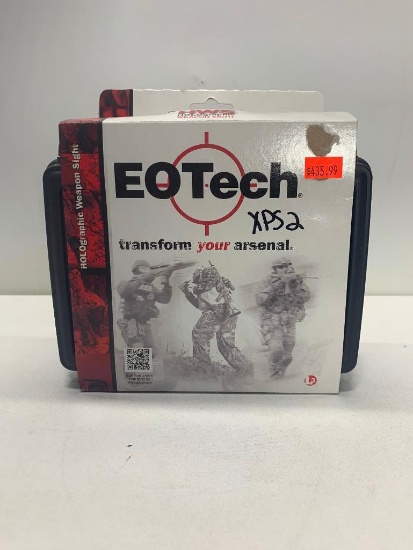 HOLOgraphic Weapon Sight
EOTech®
$435.99
XPS2
transform your arsenal.